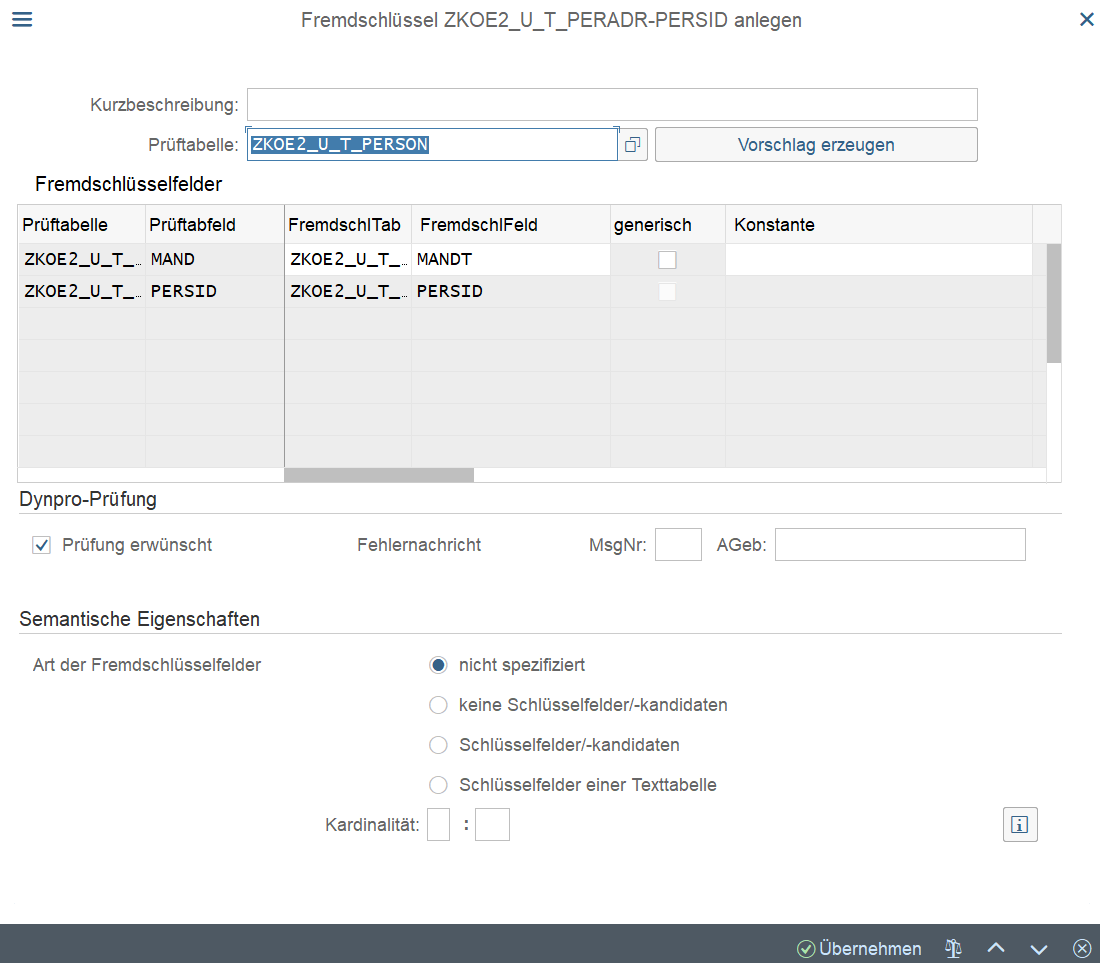 Fremdschlüssel ZKOE2_U_T_PERADR-PERSID anlegen
Kurzbeschreibung:
Prüftabelle: ZKOE2_U_T_PERSON Vorschlag erzeugen
Fremdschlüsselfelder
Prüftabelle Prüftabfeld FremdschlTab FremdschlFeld generisch Konstante
ZKOE2_U_T_… MAND ZKOE2_U_T_… MANDT
ZKOE2_U_T_… PERSID ZKOE2_U_T_… PERSID
Dynpro-Prüfung
Prüfung erwünscht Fehlernachricht MsgNr: AGeb:
Semantische Eigenschaften
Art der Fremdschlüsselfelder nicht spezifiziert
keine Schlüsselfelder/-kandidaten
Schlüsselfelder/-kandidaten
Schlüsselfelder einer Texttabelle
Kardinalität: :
Übernehmen